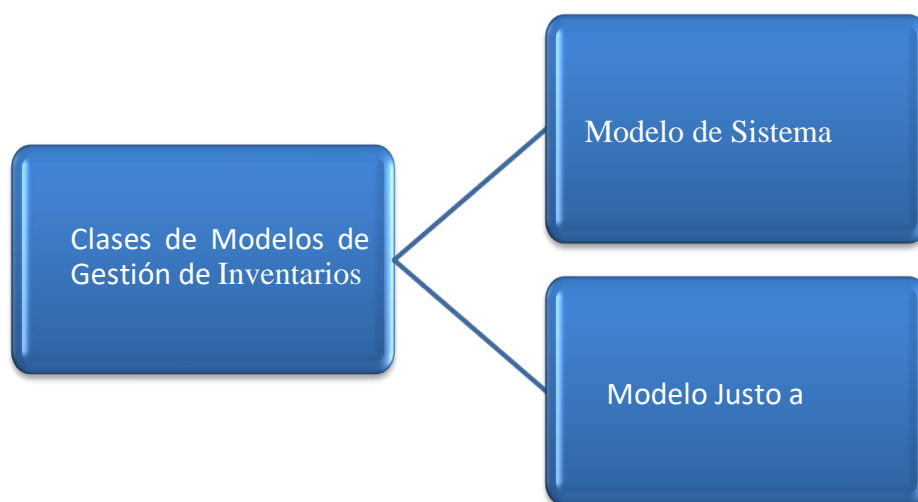 Clases de Modelos de
Gestión de Inventarios
Modelo de Sistema
Modelo Justo a